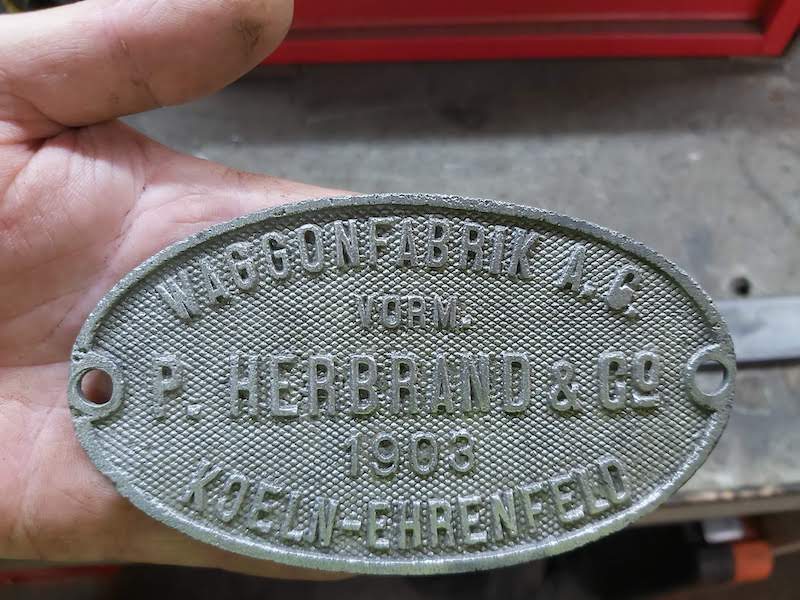 WAGGONFABRIK A.G.
VORM.
P. HERBRAND & Co
1903
KOELN-EHRENFELD